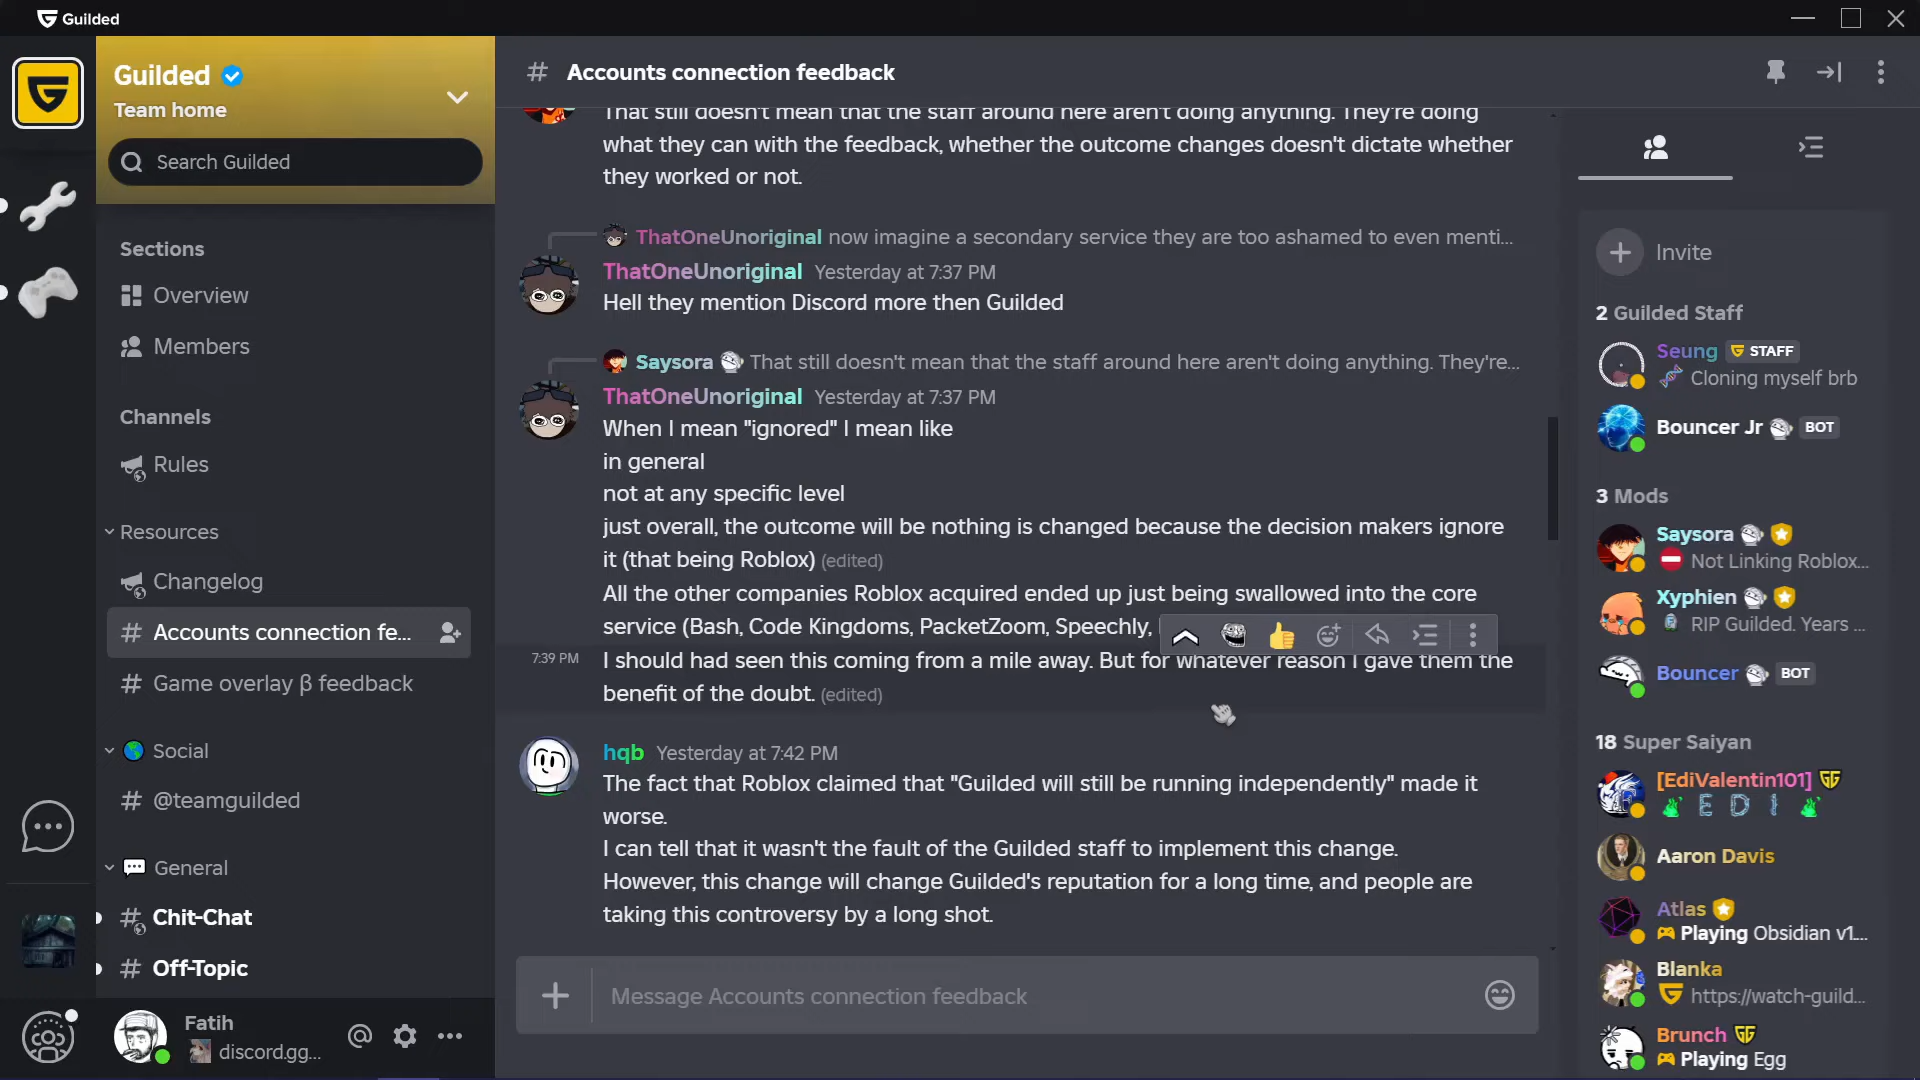 Guilded
Guilded
Team home
Search Guilded
Sections
Overview
Members
Channels
Rules
Resources
Changelog
Accounts connection fe...
Game overlay β feedback
Social
@teamguilded
General
Chit-Chat
Off-Topic
Fatih
discord.gg...
Accounts connection feedback
That still doesn't mean that the staff around here aren't doing anything. They're doing
what they can with the feedback, whether the outcome changes doesn't dictate whether
they worked or not.
ThatOneUnoriginal now imagine a secondary service they are too ashamed to even menti...
ThatOneUnoriginal Yesterday at 7:37 PM
Hell they mention Discord more then Guilded
Saysora That still doesn't mean that the staff around here aren't doing anything. They're...
ThatOneUnoriginal Yesterday at 7:37 PM
When I mean "ignored" I mean like
in general
not at any specific level
just overall, the outcome will be nothing is changed because the decision makers ignore
it (that being Roblox) (edited)
All the other companies Roblox acquired ended up just being swallowed into the core
service (Bash, Code Kingdoms, PacketZoom, Speechly,
7:39 PM I should had seen this coming from a mile away. But for whatever reason I gave them the
benefit of the doubt. (edited)
hqb Yesterday at 7:42 PM
The fact that Roblox claimed that "Guilded will still be running independently" made it
worse.
I can tell that it wasn't the fault of the Guilded staff to implement this change.
However, this change will change Guilded's reputation for a long time, and people are
taking this controversy by a long shot.
Message Accounts connection feedback
Invite
2 Guilded Staff
Seung STAFF
Cloning myself brb
Bouncer Jr BOT
3 Mods
Saysora
Not Linking Roblox...
Xyphien
RIP Guilded. Years ...
Bouncer BOT
18 Super Saiyan
[EdiValentin101]
E D I
Aaron Davis
Atlas
Playing Obsidian v1...
Blanka
https://watch-guild...
Brunch
Playing Egg